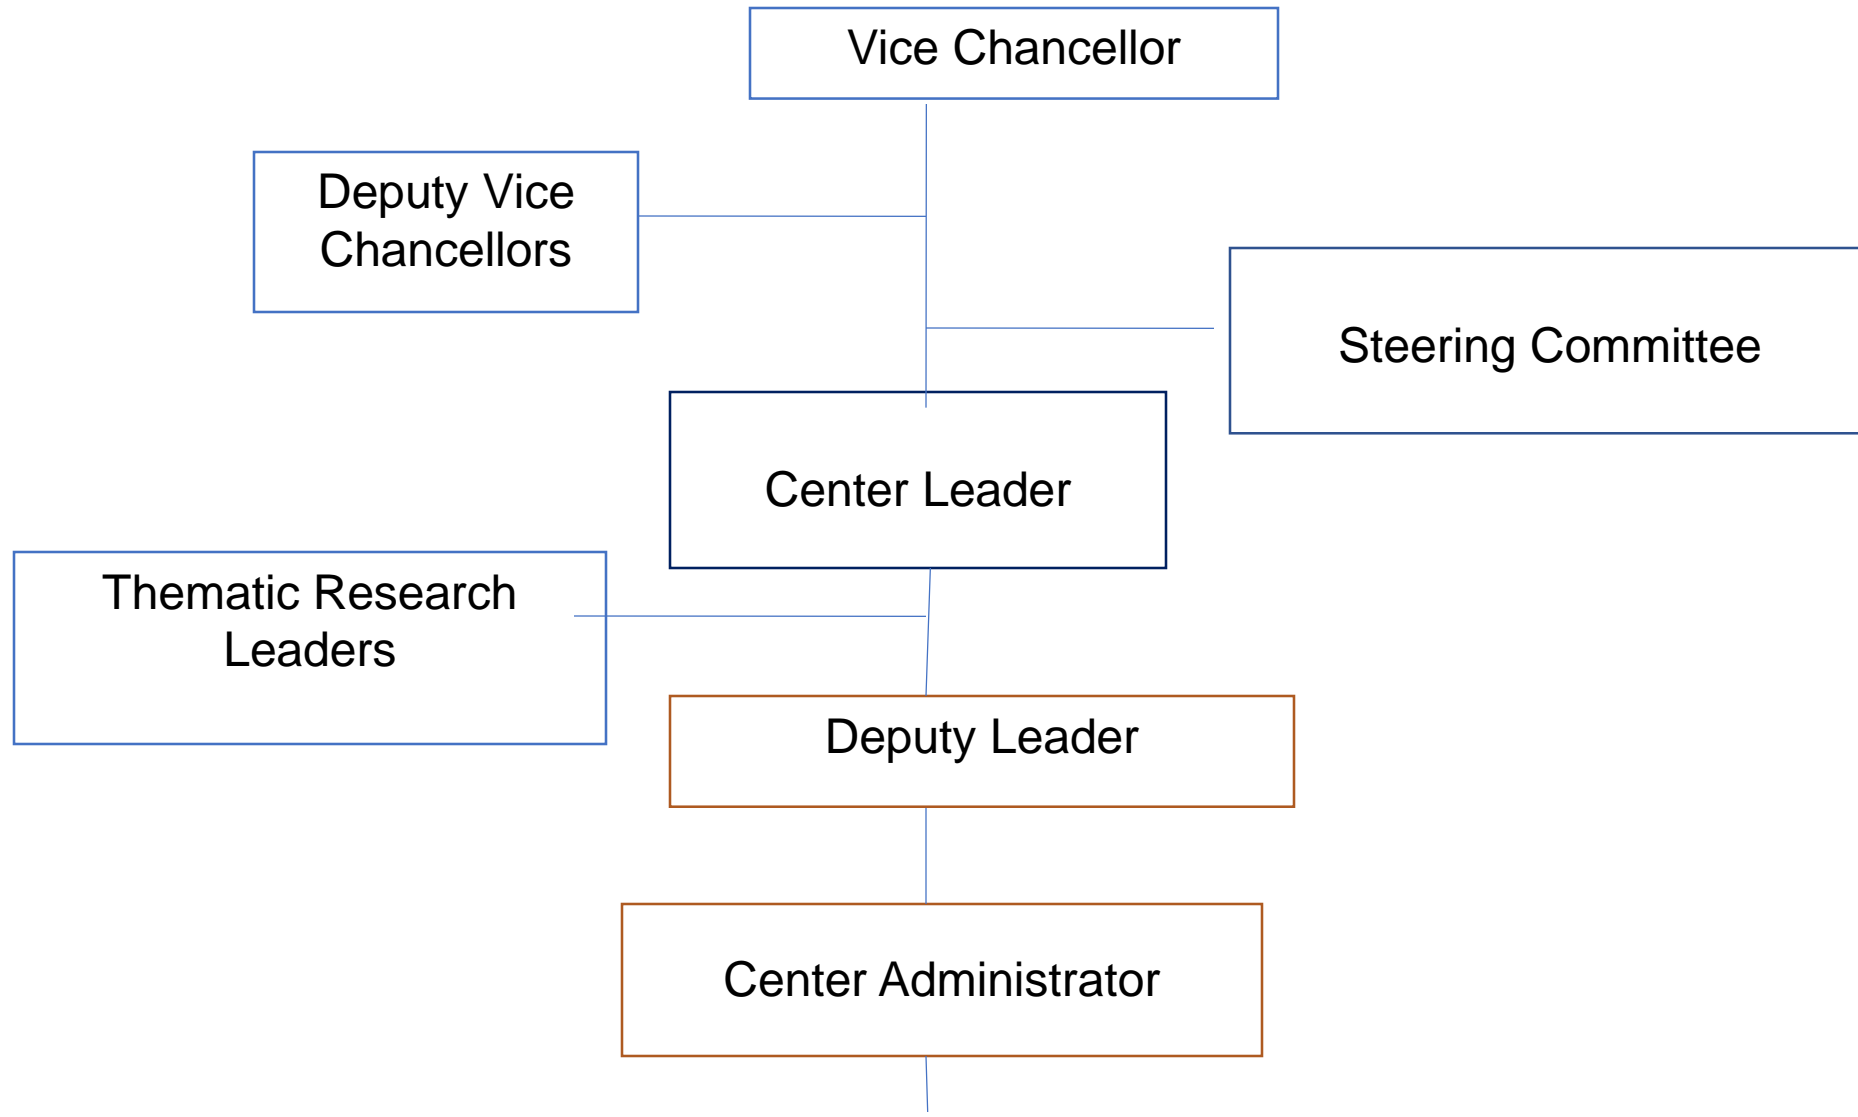 Vice Chancellor
Deputy Vice
Chancellors
Steering Committee
Center Leader
Thematic Research
Leaders
Deputy Leader
Center Administrator